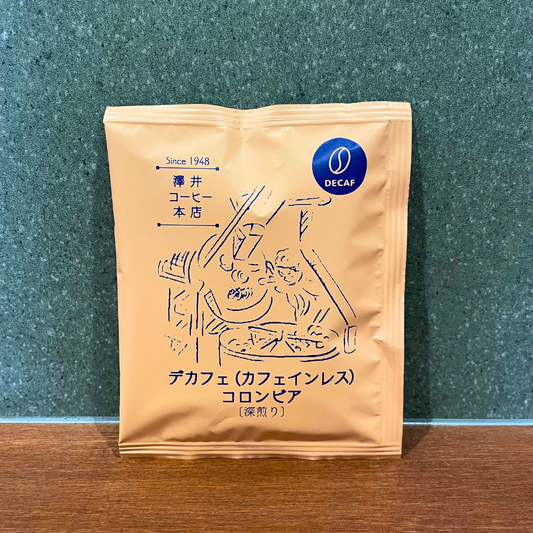 Since 1948
澤井
コーヒー
本店
DECAF
デカフェ(カフェインレス)
コロンビア
〔深煎り〕